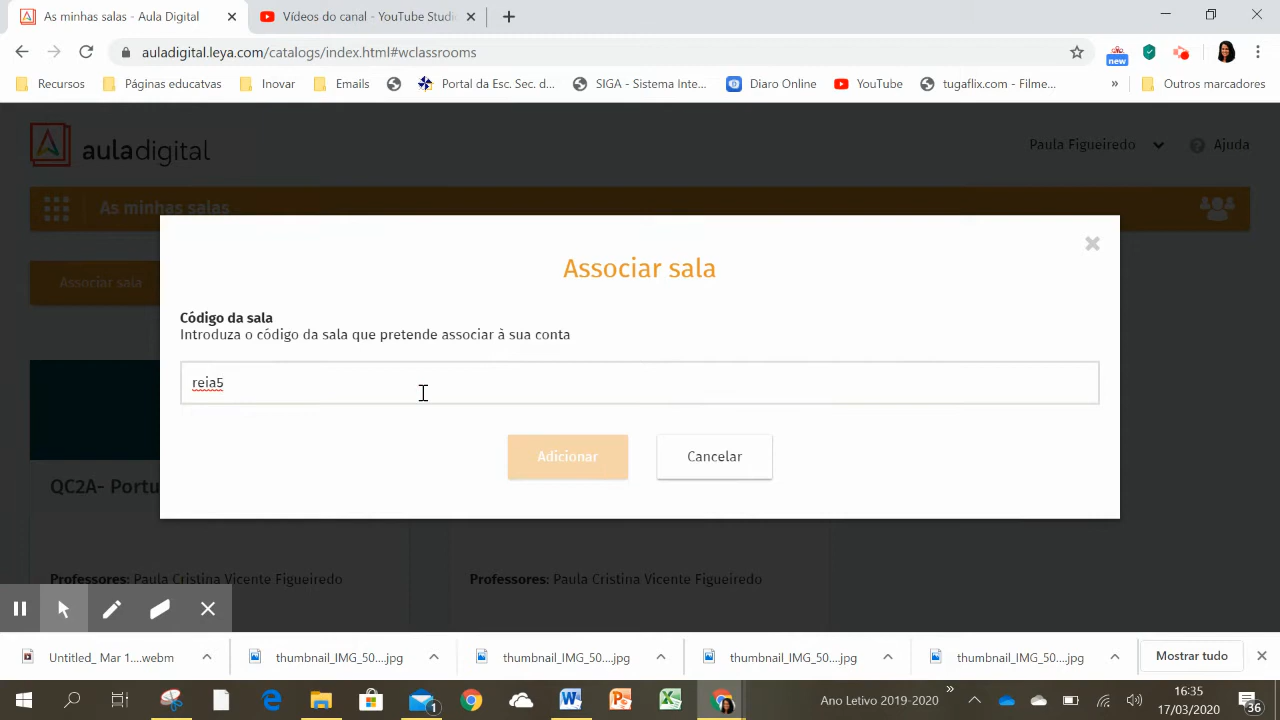 As minhas salas - Aula Digital
Vídeos do canal - YouTube Studi
auladigital.leya.com/catalogs/index.html#wclassrooms
new
Recursos
Páginas educatvas
Inovar
Emails
Portal da Esc. Sec. d...
SIGA - Sistema Inte...
Diaro Online
YouTube
tugaflix.com - Filme...
»
Outros marcadores
auladigital
Paula Figueiredo
? Ajuda
As minhas salas
Associar sala
Associar sala
Código da sala
Introduza o código da sala que pretende associar à sua conta
reia5
Adicionar
Cancelar
QC2A- Portu
Professores: Paula Cristina Vicente Figueiredo
Professores: Paula Cristina Vicente Figueiredo
Untitled_ Mar 1....webm
thumbnail_IMG_50....jpg
thumbnail_IMG_50....jpg
thumbnail_IMG_50....jpg
thumbnail_IMG_50....jpg
Mostrar tudo
1
Ano Letivo 2019-2020
»
16:35
17/03/2020
36